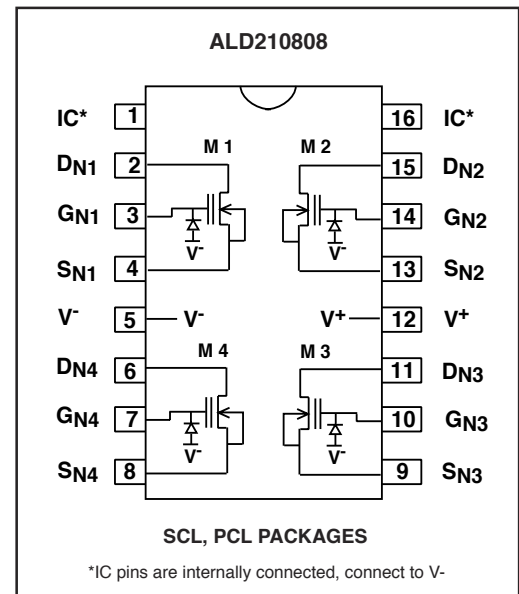 ALD210808
IC* 1 16 IC*
M 1 M 2
DN1 2 15 DN2
GN1 3 14 GN2
V- V-
SN1 4 13 SN2
V- 5 V- V+ 12 V+
M 4 M 3
DN4 6 11 DN3
GN4 7 10 GN3
V- V-
SN4 8 9 SN3
SCL, PCL PACKAGES
*IC pins are internally connected, connect to V-